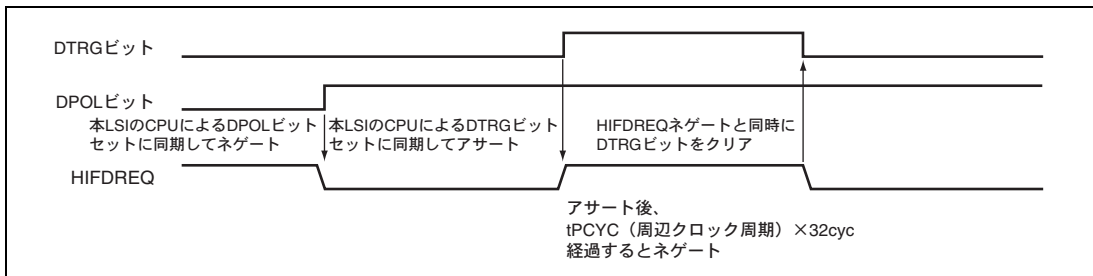 DTRGビット
DPOLビット
本LSIのCPUによるDPOLビット
セットに同期してネゲート
本LSIのCPUによるDTRGビット
セットに同期してアサート
HIFDREQネゲートと同時に
DTRGビットをクリア
HIFDREQ
アサート後、
tPCYC（周辺クロック周期）×32cyc
経過するとネゲート